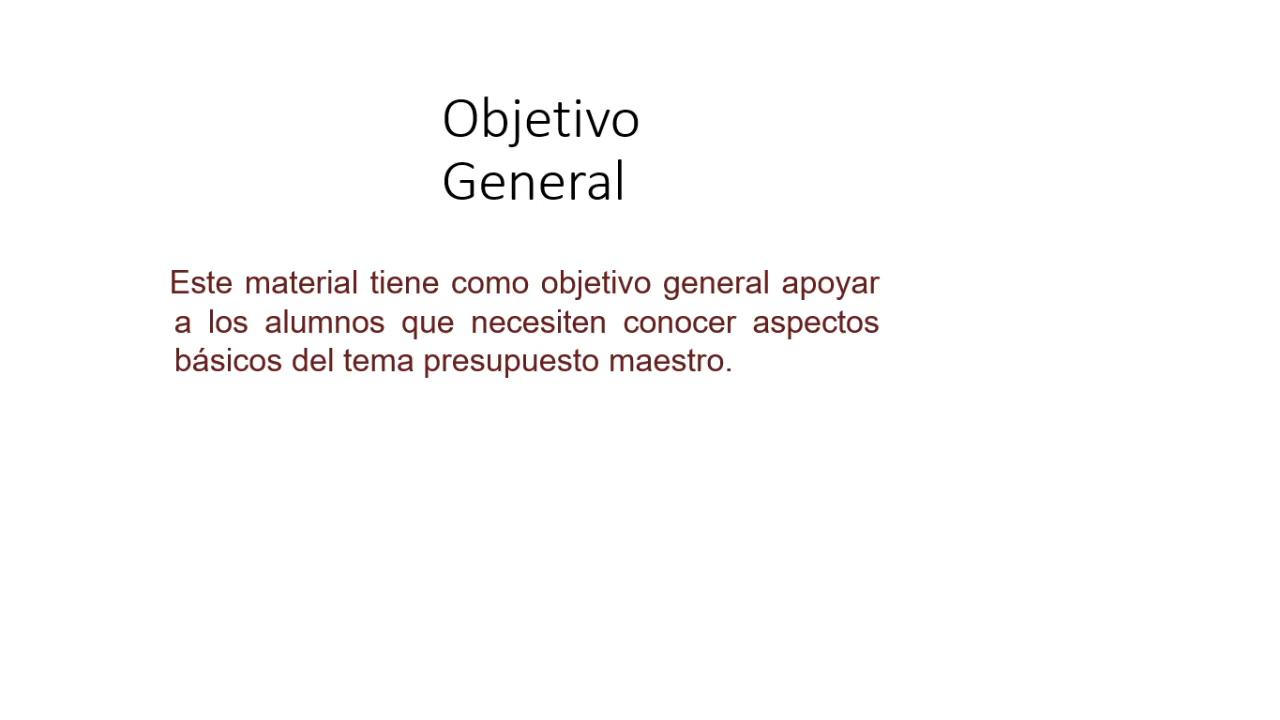 Objetivo
General
Este material tiene como objetivo general apoyar
a los alumnos que necesiten conocer aspectos
básicos del tema presupuesto maestro.